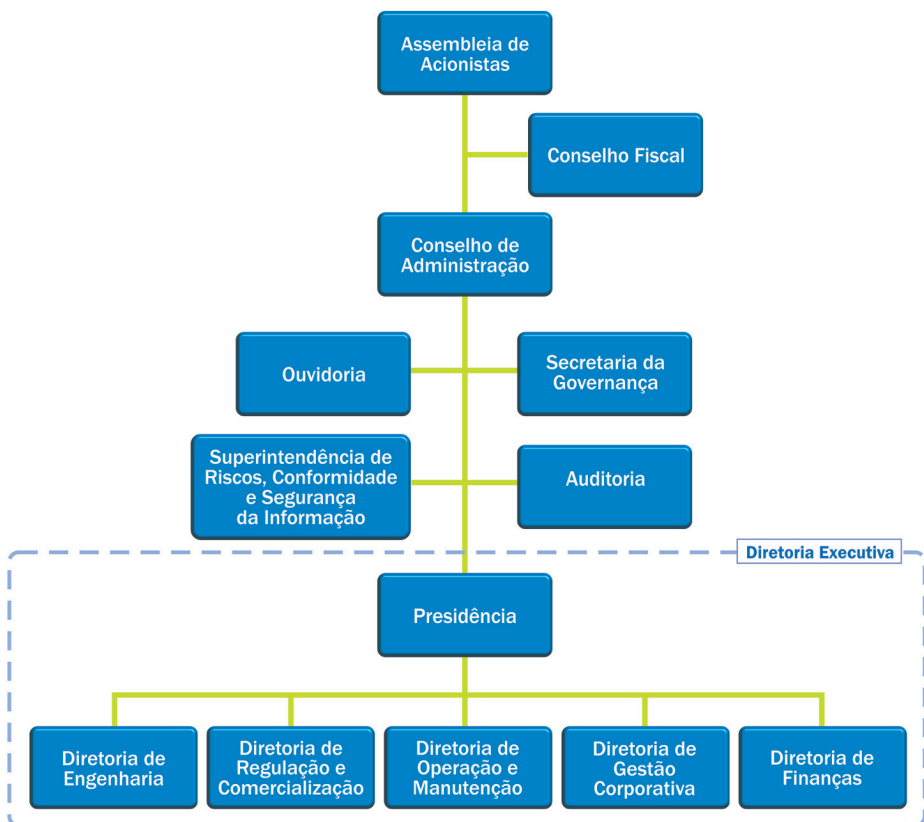 Assembleia de
Acionistas
Conselho Fiscal
Conselho de
Administração
Ouvidoria
Secretaria da
Governança
Superintendência de
Riscos, Conformidade
e Segurança
da Informação
Auditoria
Diretoria Executiva
Presidência
Diretoria de
Engenharia
Diretoria de
Regulação e
Comercialização
Diretoria de
Operação e
Manutenção
Diretoria de
Gestão
Corporativa
Diretoria de
Finanças